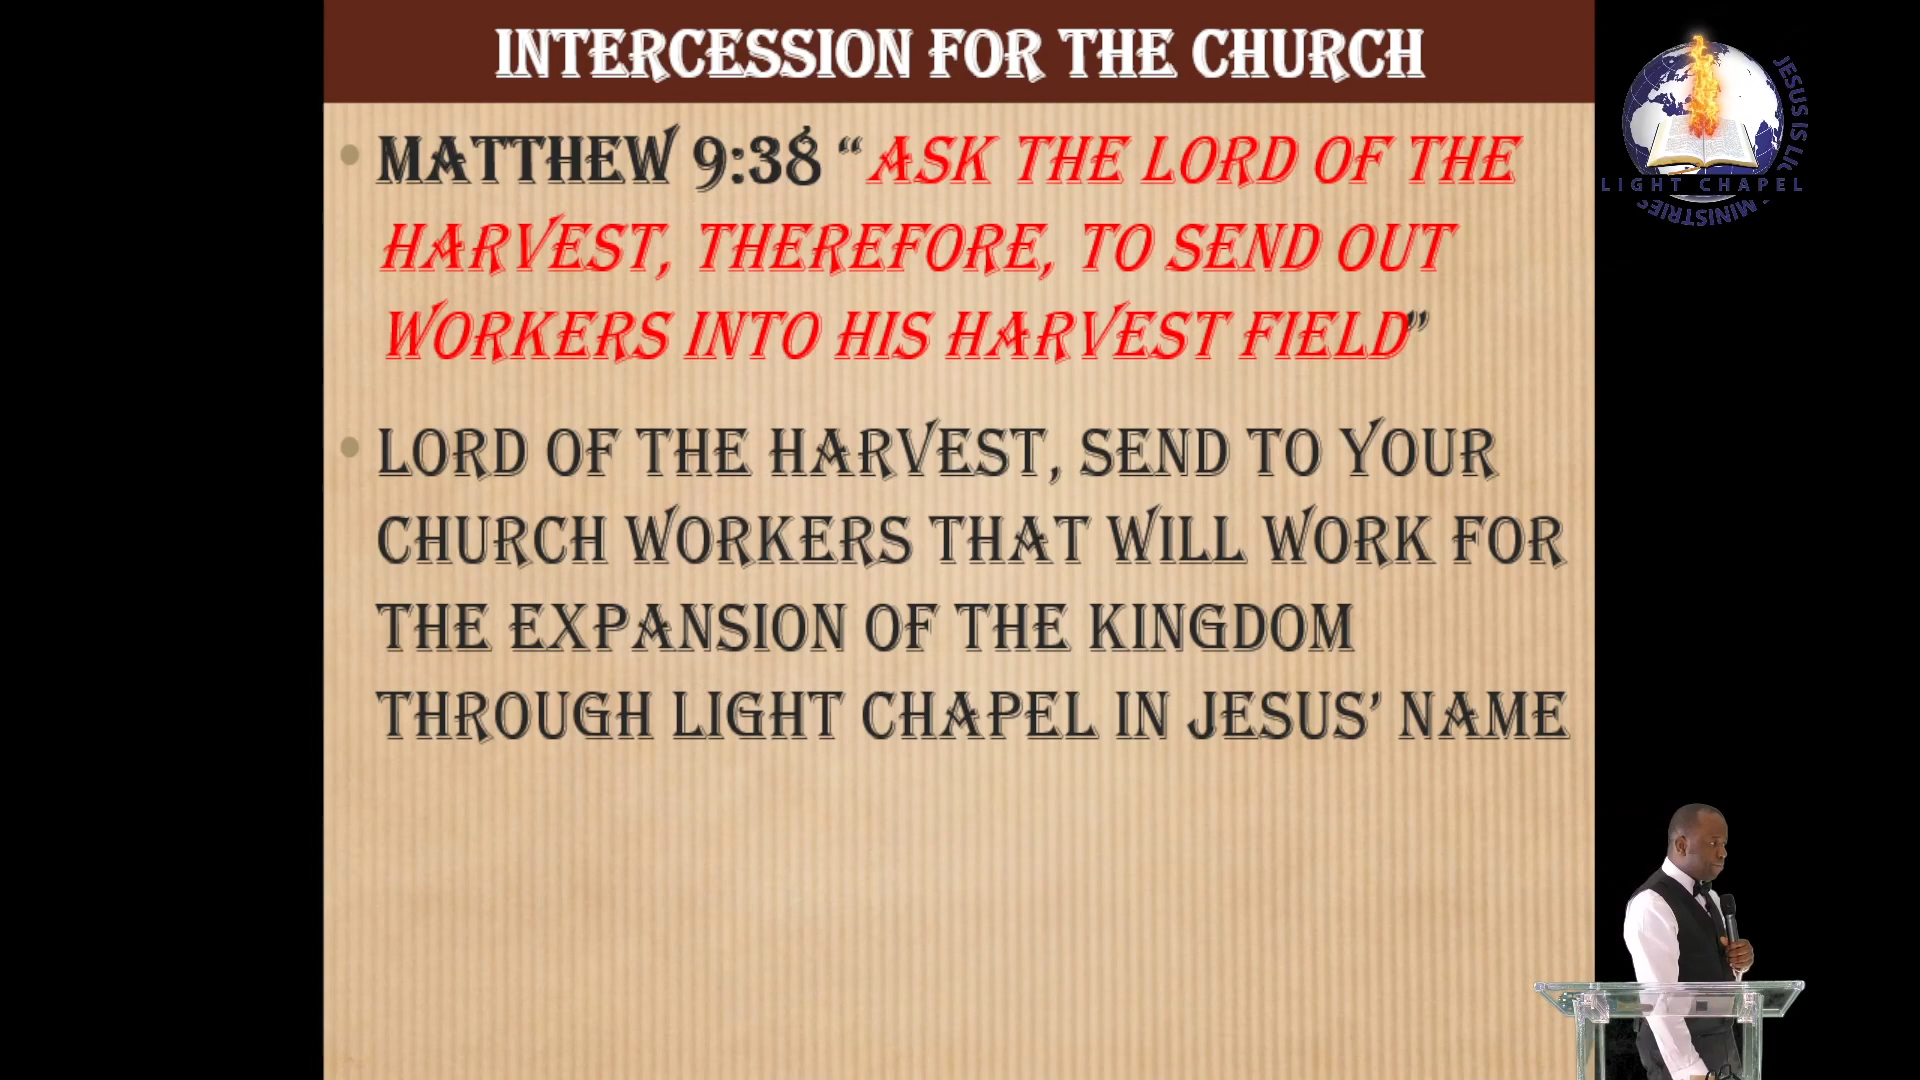 INTERCESSION FOR THE CHURCH
• MATTHEW 9:38 “ ASK THE LORD OF THE
HARVEST, THEREFORE, TO SEND OUT
WORKERS INTO HIS HARVEST FIELD”
• LORD OF THE HARVEST, SEND TO YOUR
CHURCH WORKERS THAT WILL WORK FOR
THE EXPANSION OF THE KINGDOM
THROUGH LIGHT CHAPEL IN JESUS’ NAME
JESUS IS
LIGHT CHAPEL
MINISTRIES